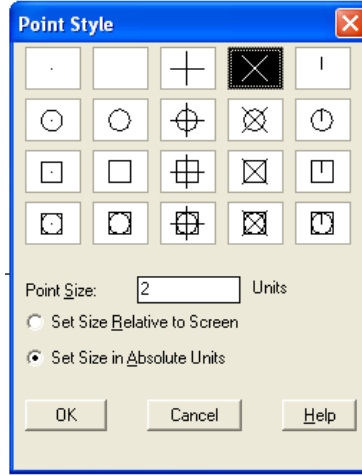 Point Style
Point Size: 2 Units
Set Size Relative to Screen
Set Size in Absolute Units
OK Cancel Help